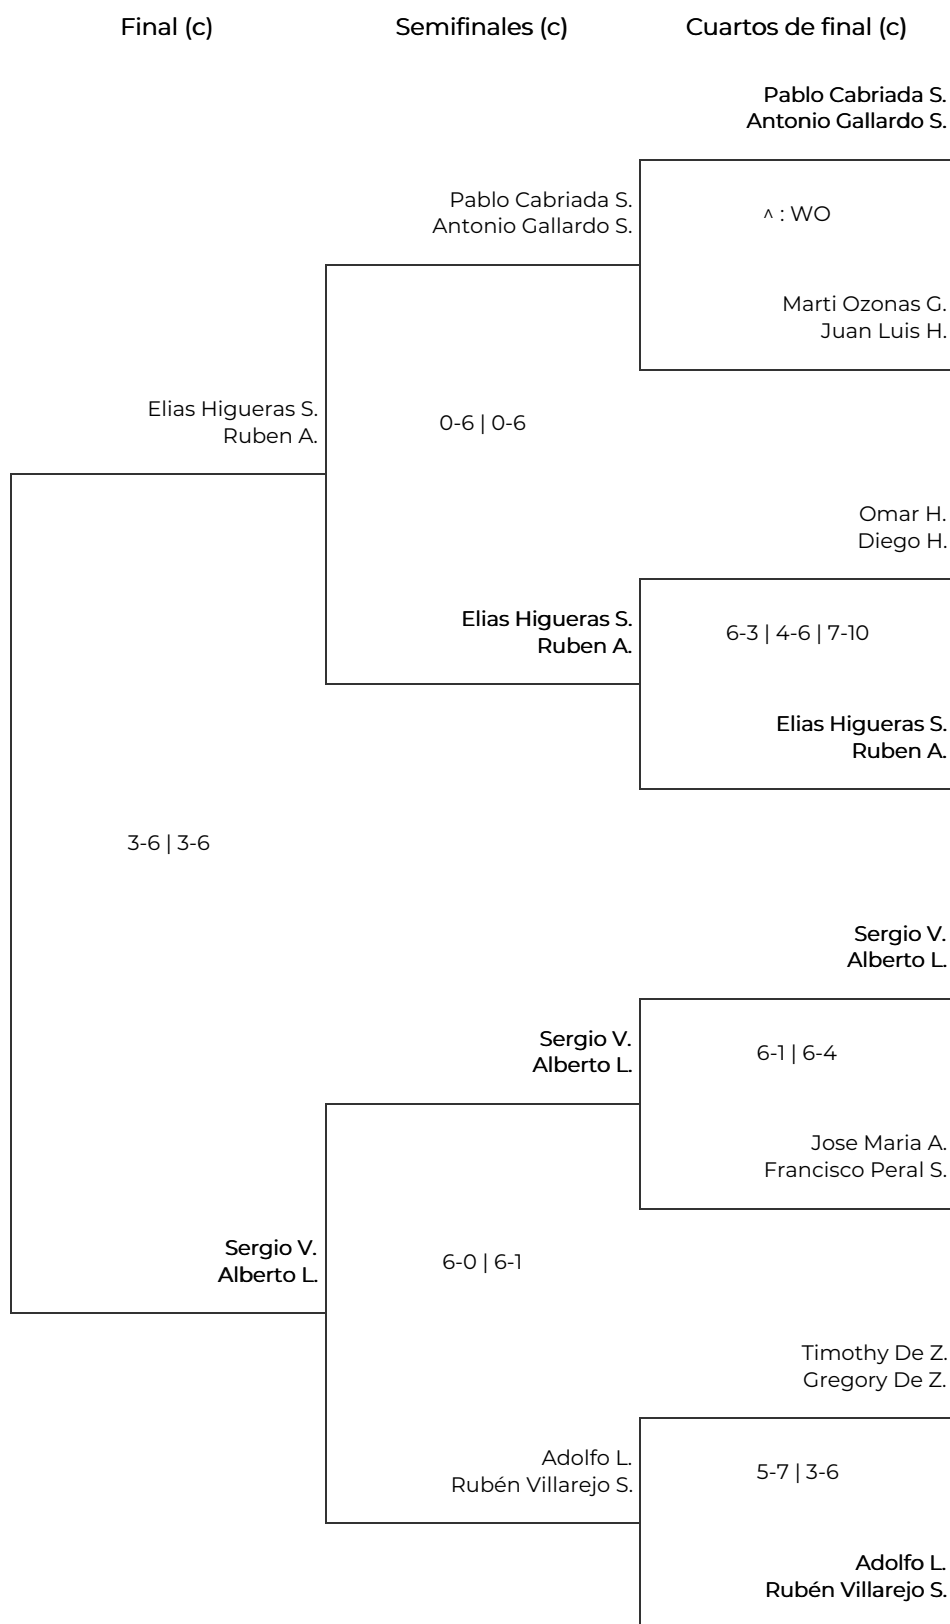 Final (c)
Semifinales (c)
Cuartos de final (c)
Pablo Cabriada S.
Antonio Gallardo S.
Pablo Cabriada S.
Antonio Gallardo S.
^ : WO
Marti Ozonas G.
Juan Luis H.
Elias Higueras S.
Ruben A.
0-6 | 0-6
Omar H.
Diego H.
Elias Higueras S.
Ruben A.
6-3 | 4-6 | 7-10
Elias Higueras S.
Ruben A.
3-6 | 3-6
Sergio V.
Alberto L.
Sergio V.
Alberto L.
6-1 | 6-4
Jose Maria A.
Francisco Peral S.
Sergio V.
Alberto L.
6-0 | 6-1
Timothy De Z.
Gregory De Z.
Adolfo L.
Rubén Villarejo S.
5-7 | 3-6
Adolfo L.
Rubén Villarejo S.